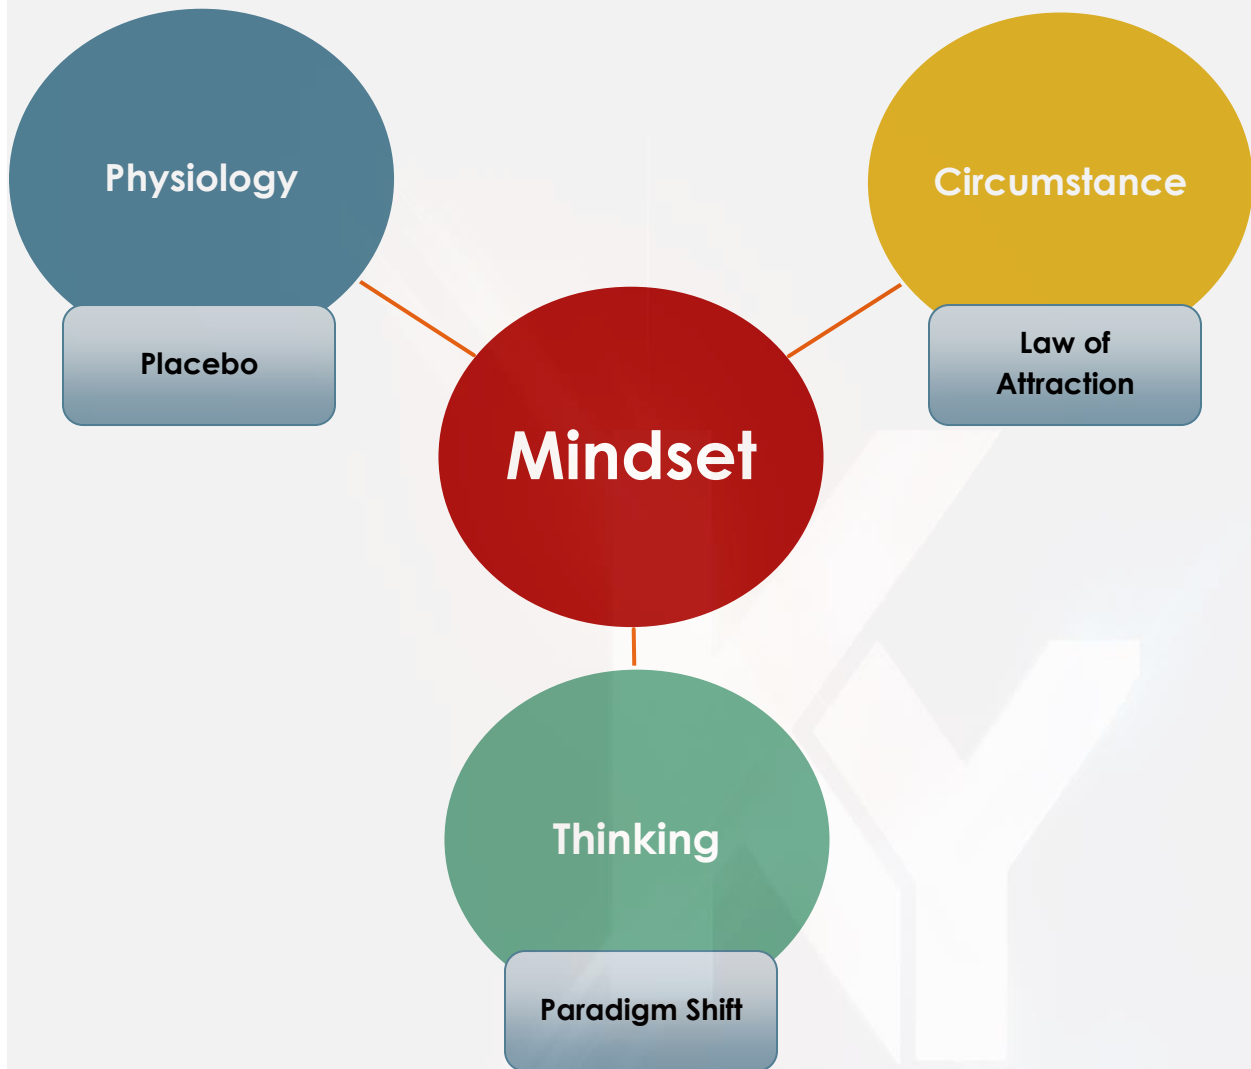 Physiology
Circumstance
Placebo
Law of
Attraction
Mindset
Thinking
Paradigm Shift